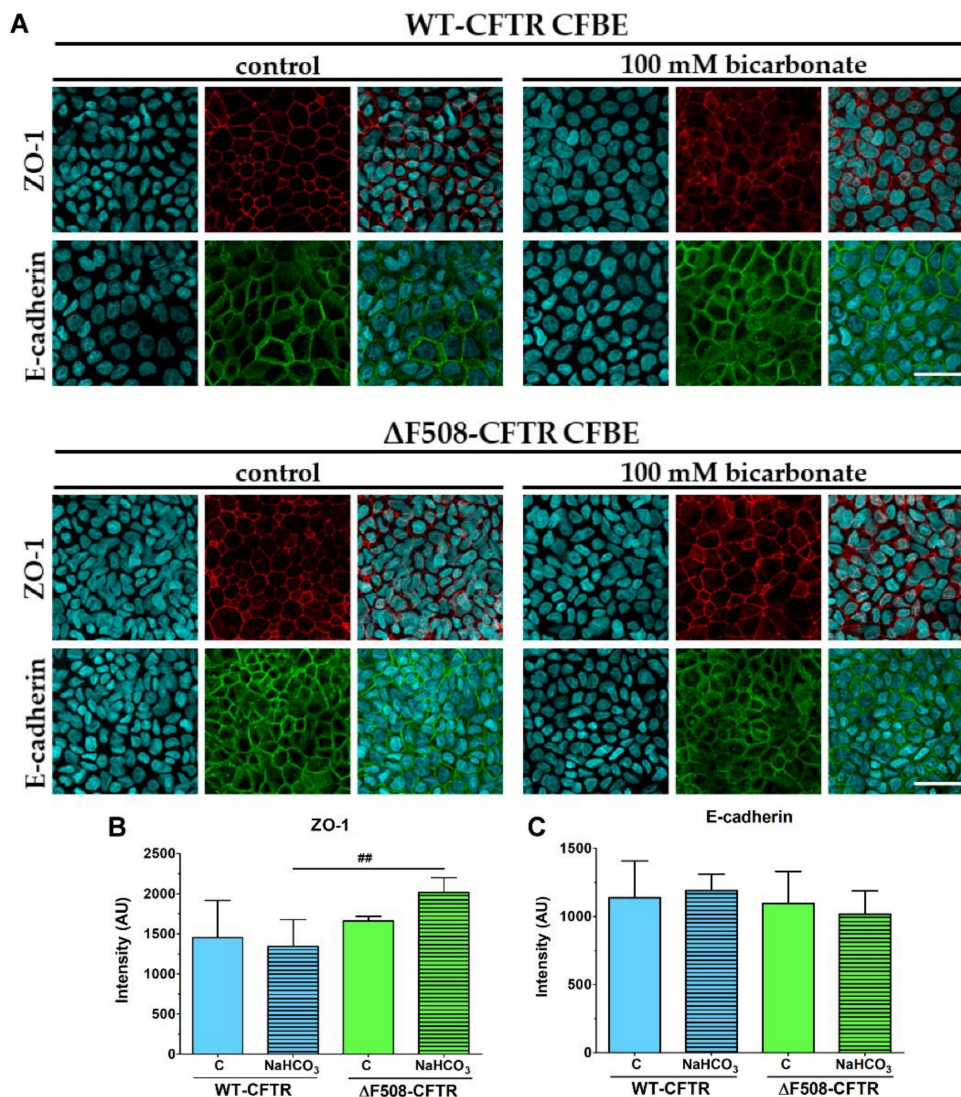 A
WT-CFTR CFBE
control 100 mM bicarbonate
ZO-1
E-cadherin
ΔF508-CFTR CFBE
control 100 mM bicarbonate
ZO-1
E-cadherin
B
ZO-1
Intensity (AU)
2500
2000
1500
1000
500
0
##
C NaHCO₃ C NaHCO₃
WT-CFTR ΔF508-CFTR
C
E-cadherin
Intensity (AU)
1500
1000
500
0
C NaHCO₃ C NaHCO₃
WT-CFTR ΔF508-CFTR